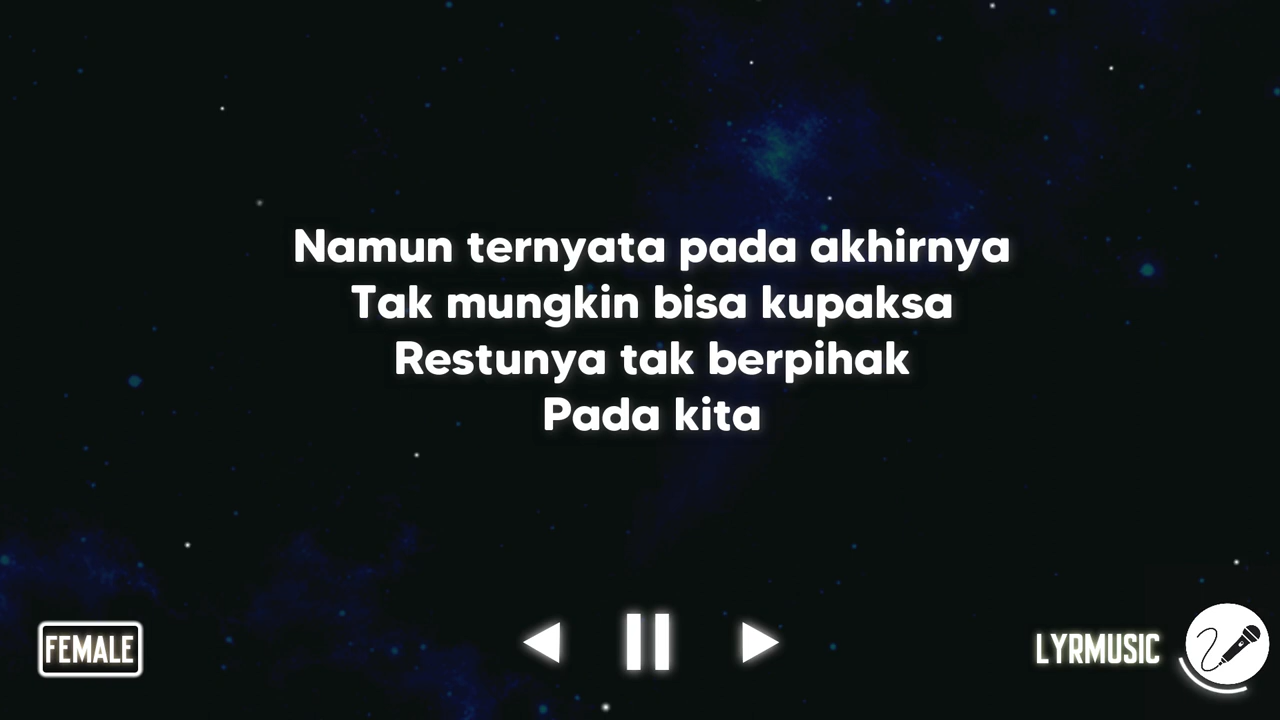 Namun ternyata pada akhirnya
Tak mungkin bisa kupaksa
Restunya tak berpihak
Pada kita
FEMALE
LYRMUSIC